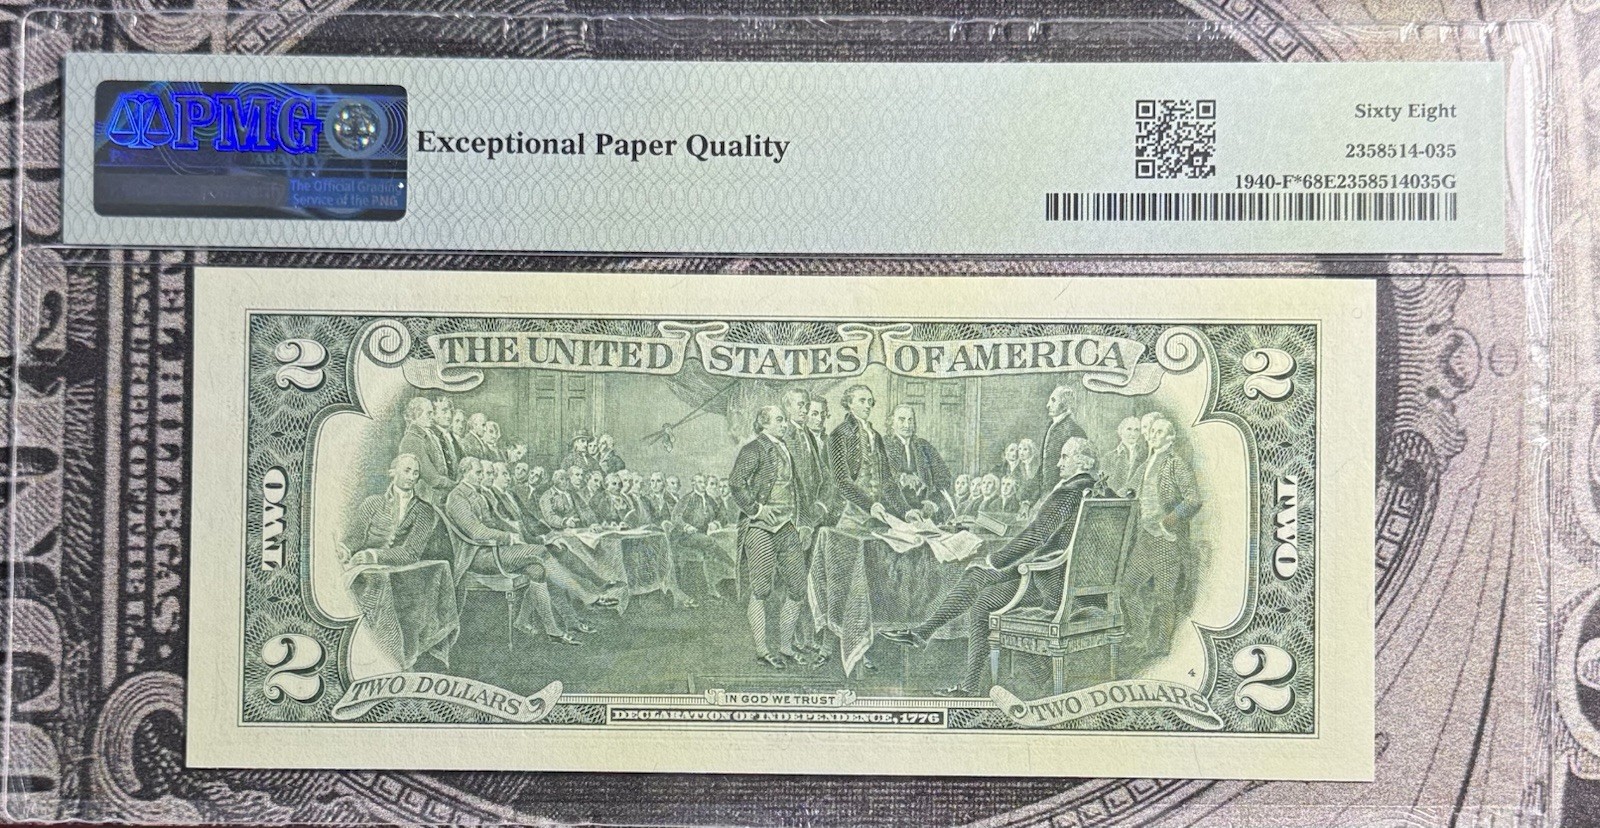 PMG
ARANTY
The Official Grading
Service of the PNG
Exceptional Paper Quality
Sixty Eight
2358514-035
1940-F*68E2358514035G
THE UNITED STATES OF AMERICA
2
2
TWO
TWO
2
2
4
TWO DOLLARS
IN GOD WE TRUST
TWO DOLLARS
DECLARATION OF INDEPENDENCE, 1776